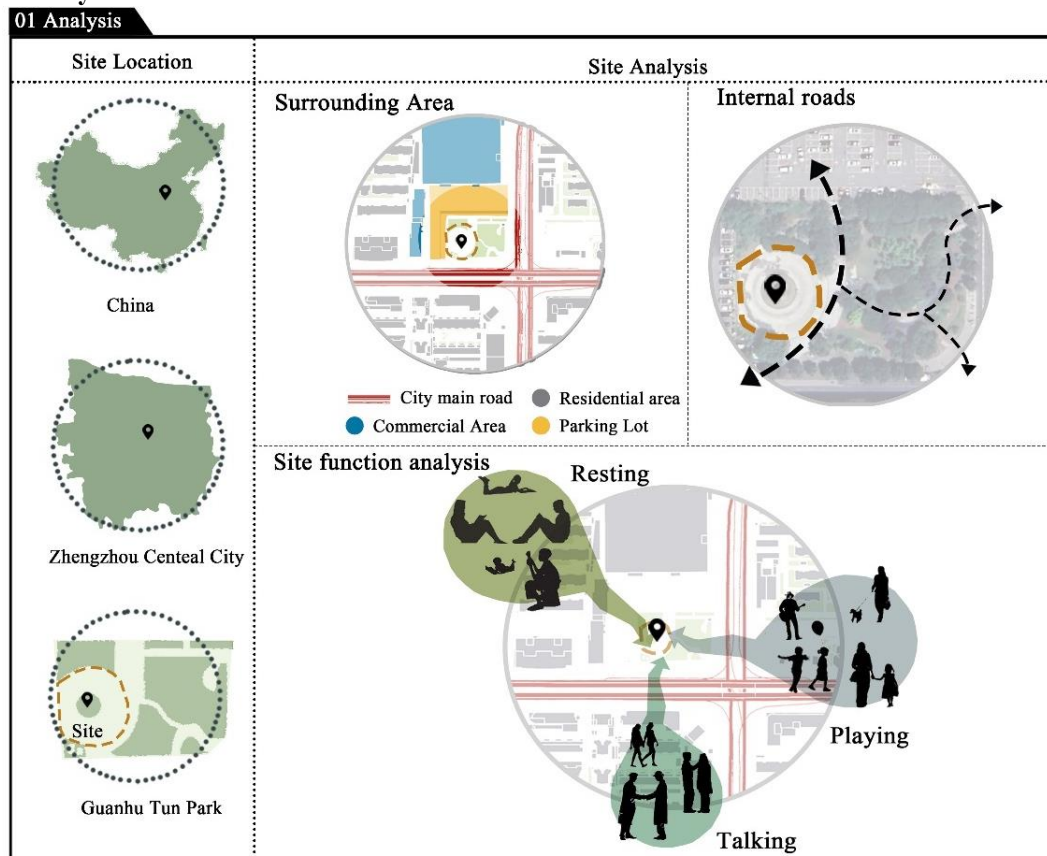 01 Analysis
Site Location
China
Zhengzhou Centeal City
Site
Guanhu Tun Park
Site Analysis
Surrounding Area
City main road
Residential area
Commercial Area
Parking Lot
Internal roads
Site function analysis
Resting
Playing
Talking